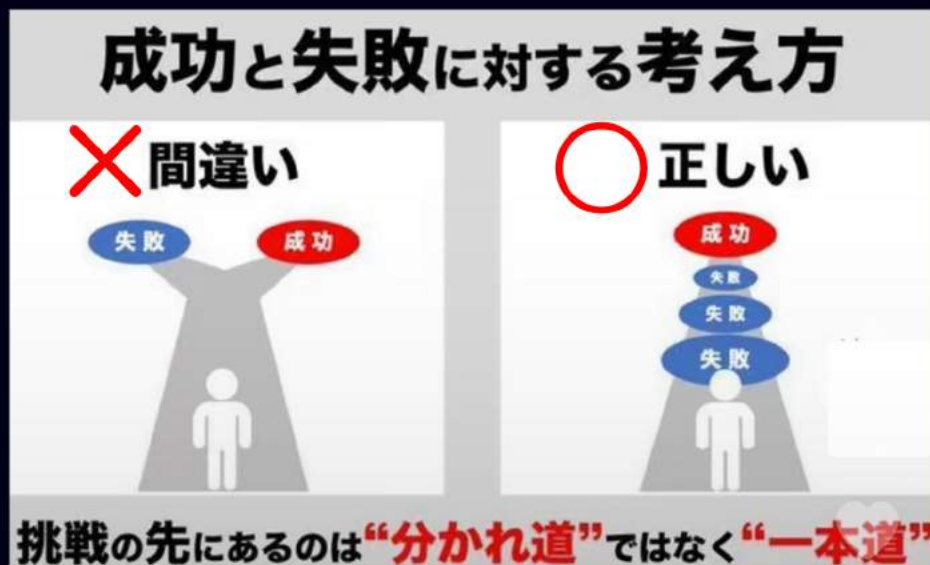 成功と失敗に対する考え方
間違い
失敗
成功
正しい
成功
失敗
失敗
失敗
挑戦の先にあるのは“分かれ道”ではなく“一本道”